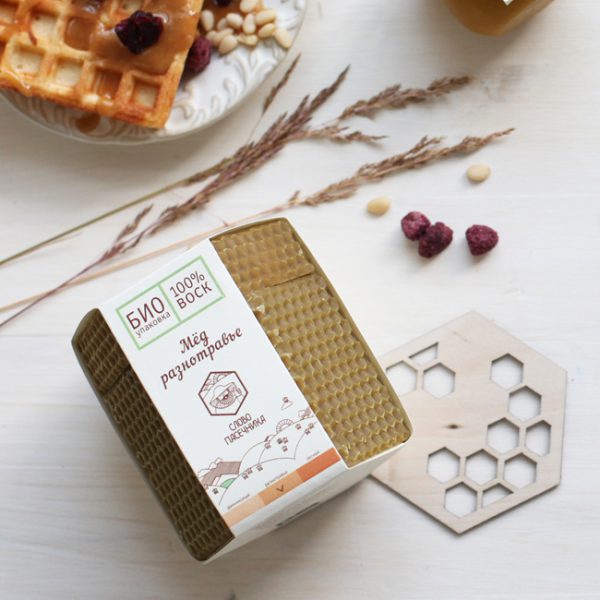 БИО
упаковка
100%
ВОСК
Мёд
разнотравье
СЛОВО
ПАСЕЧНИКА